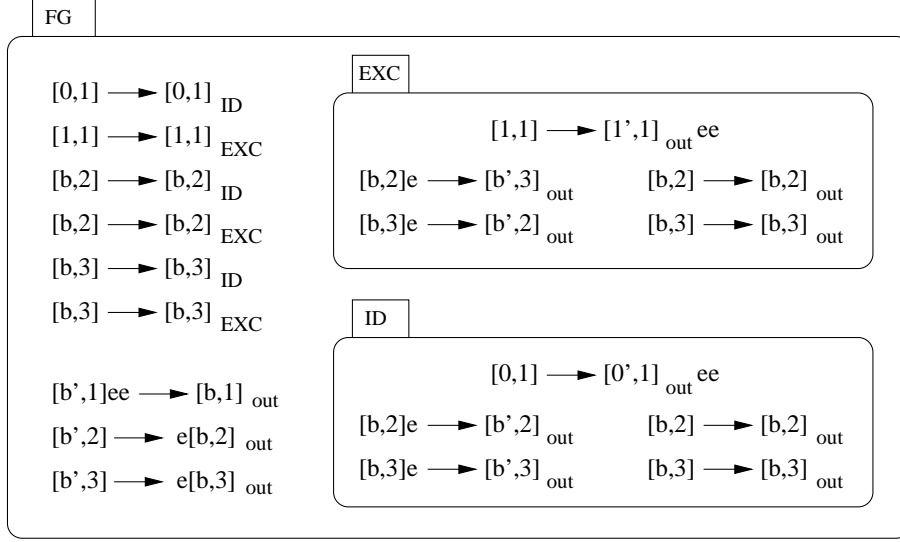 FG
[0,1] → [0,1] ID
[1,1] → [1,1] EXC
[b,2] → [b,2] ID
[b,2] → [b,2] EXC
[b,3] → [b,3] ID
[b,3] → [b,3] EXC
[b',1]ee → [b,1] out
[b',2] → e[b,2] out
[b',3] → e[b,3] out
EXC
[1,1] → [1',1] out ee
[b,2]e → [b',3] out [b,2] → [b,2] out
[b,3]e → [b',2] out [b,3] → [b,3] out
ID
[0,1] → [0',1] out ee
[b,2]e → [b',2] out [b,2] → [b,2] out
[b,3]e → [b',3] out [b,3] → [b,3] out